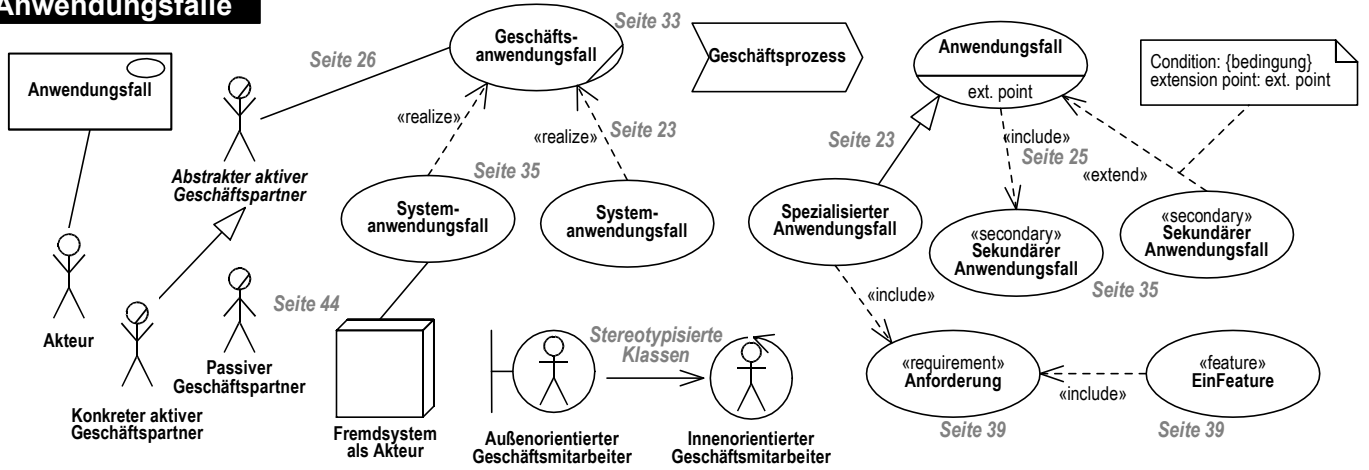 Anwendungsfälle
Anwendungsfall
Akteur
Seite 26
Abstrakter aktiver
Geschäftspartner
Konkreter aktiver
Geschäftspartner
Passiver
Geschäftspartner
Seite 44
Geschäfts-
anwendungsfall
Seite 33
«realize»
«realize»
Seite 23
Seite 35
System-
anwendungsfall
System-
anwendungsfall
Fremdsystem
als Akteur
Geschäftsprozess
Außenorientierter
Geschäftsmitarbeiter
Stereotypisierte
Klassen
Innenorientierter
Geschäftsmitarbeiter
Anwendungsfall
ext. point
Condition: {bedingung}
extension point: ext. point
Seite 23
«include»
Seite 25
«extend»
Spezialisierter
Anwendungsfall
«secondary»
Sekundärer
Anwendungsfall
«secondary»
Sekundärer
Anwendungsfall
Seite 35
«include»
«requirement»
Anforderung
Seite 39
«include»
«feature»
EinFeature
Seite 39